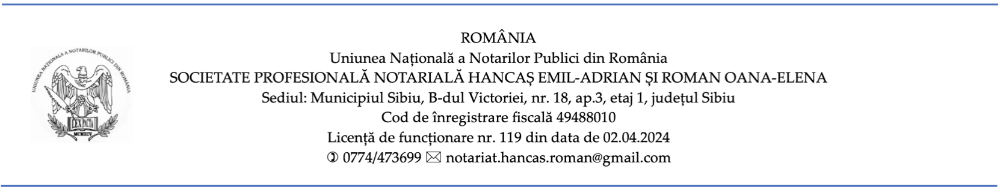 ROMÂNIA
Uniunea Națională a Notarilor Publici din România
SOCIETATE PROFESIONALĂ NOTARIALĂ HANCAȘ EMIL-ADRIAN ȘI ROMAN OANA-ELENA
Sediul: Municipiul Sibiu, B-dul Victoriei, nr. 18, ap.3, etaj 1, județul Sibiu
Cod de înregistrare fiscală 49488010
Licență de funcționare nr. 119 din data de 02.04.2024
✆ 0774/473699 ✉ notariat.hancas.roman@gmail.com
UNIUNEA NAȚIONALA A NOTARILOR PUBLICI DIN ROMÂNIA
LEX PACTA
MCMXCV